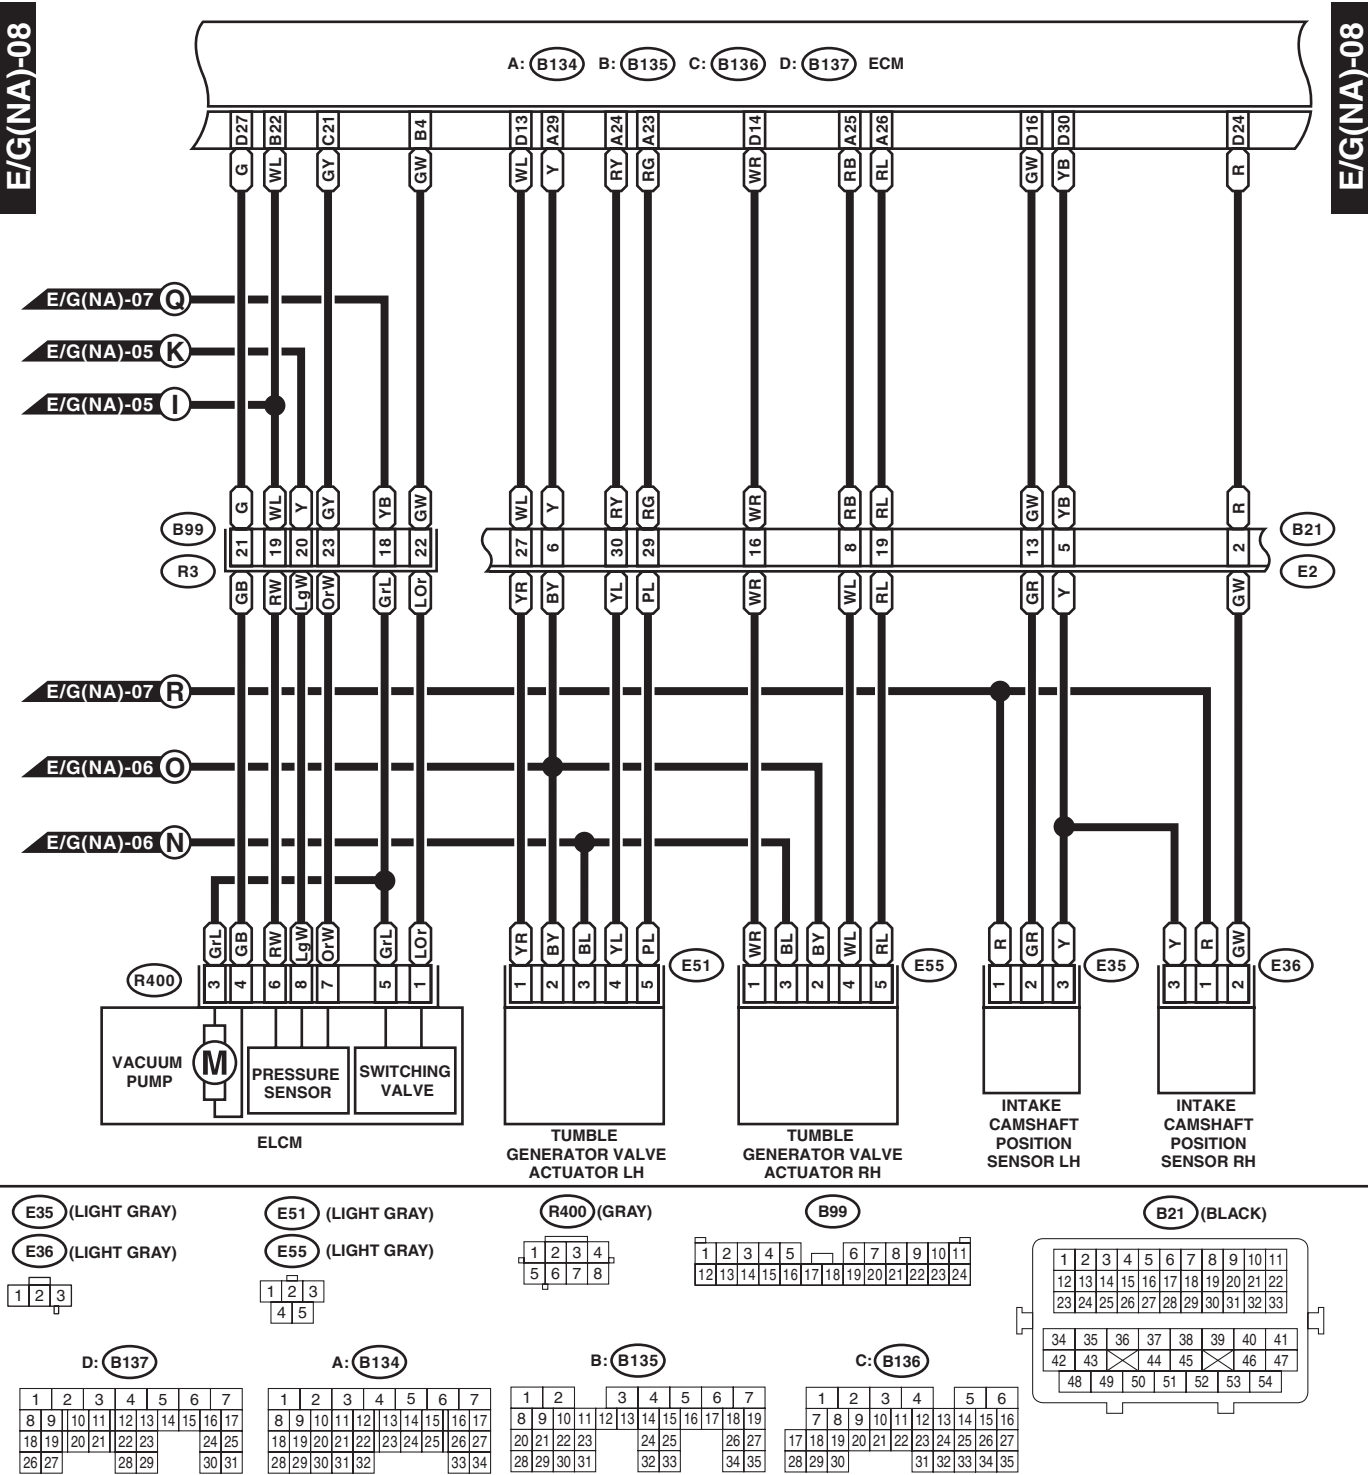 E/G(NA)-08
E/G(NA)-08
A: B134 B: B135 C: B136 D: B137 ECM
D27 B22 C21 B4 D13 A29 A24 A23 D14 A25 A26 D16 D30 D24
G WL GY GW WL Y RY RG WR RB RL GW YB R
E/G(NA)-07 Q
E/G(NA)-05 K
E/G(NA)-05 I
G WL Y GY YB GW WL Y RY RG WR RB RL GW YB R
B99 B21
21 19 20 23 18 22 27 6 30 29 16 8 19 13 5 2
R3 E2
GB RW LgW OrW GrL LOr YR BY YL PL WR WL RL GR Y GW
E/G(NA)-07 R
E/G(NA)-06 O
E/G(NA)-06 N
GrL GB RW LgW OrW GrL LOr YR BY BL YL PL WR BL BY WL RL R GR Y Y R GW
R400 E51 E55 E35 E36
3 4 6 8 7 5 1 1 2 3 4 5 1 3 2 4 5 1 2 3 3 1 2
VACUUM
PUMP
M
PRESSURE
SENSOR
SWITCHING
VALVE
ELCM
TUMBLE
GENERATOR VALVE
ACTUATOR LH
TUMBLE
GENERATOR VALVE
ACTUATOR RH
INTAKE
CAMSHAFT
POSITION
SENSOR LH
INTAKE
CAMSHAFT
POSITION
SENSOR RH
E35 (LIGHT GRAY)
E36 (LIGHT GRAY)
1 2 3
E51 (LIGHT GRAY)
E55 (LIGHT GRAY)
1 2 3
4 5
R400 (GRAY)
1 2 3 4
5 6 7 8
B99
1 2 3 4 5 6 7 8 9 10 11
12 13 14 15 16 17 18 19 20 21 22 23 24
B21 (BLACK)
1 2 3 4 5 6 7 8 9 10 11
12 13 14 15 16 17 18 19 20 21 22
23 24 25 26 27 28 29 30 31 32 33
34 35 36 37 38 39 40 41
42 43 44 45 46 47
48 49 50 51 52 53 54
D: B137
1 2 3 4 5 6 7
8 9 10 11 12 13 14 15 16 17
18 19 20 21 22 23 24 25
26 27 28 29 30 31
A: B134
1 2 3 4 5 6 7
8 9 10 11 12 13 14 15 16 17
18 19 20 21 22 23 24 25 26 27
28 29 30 31 32 33 34
B: B135
1 2 3 4 5 6 7
8 9 10 11 12 13 14 15 16 17 18 19
20 21 22 23 24 25 26 27
28 29 30 31 32 33 34 35
C: B136
1 2 3 4 5 6
7 8 9 10 11 12 13 14 15 16
17 18 19 20 21 22 23 24 25 26 27
28 29 30 31 32 33 34 35